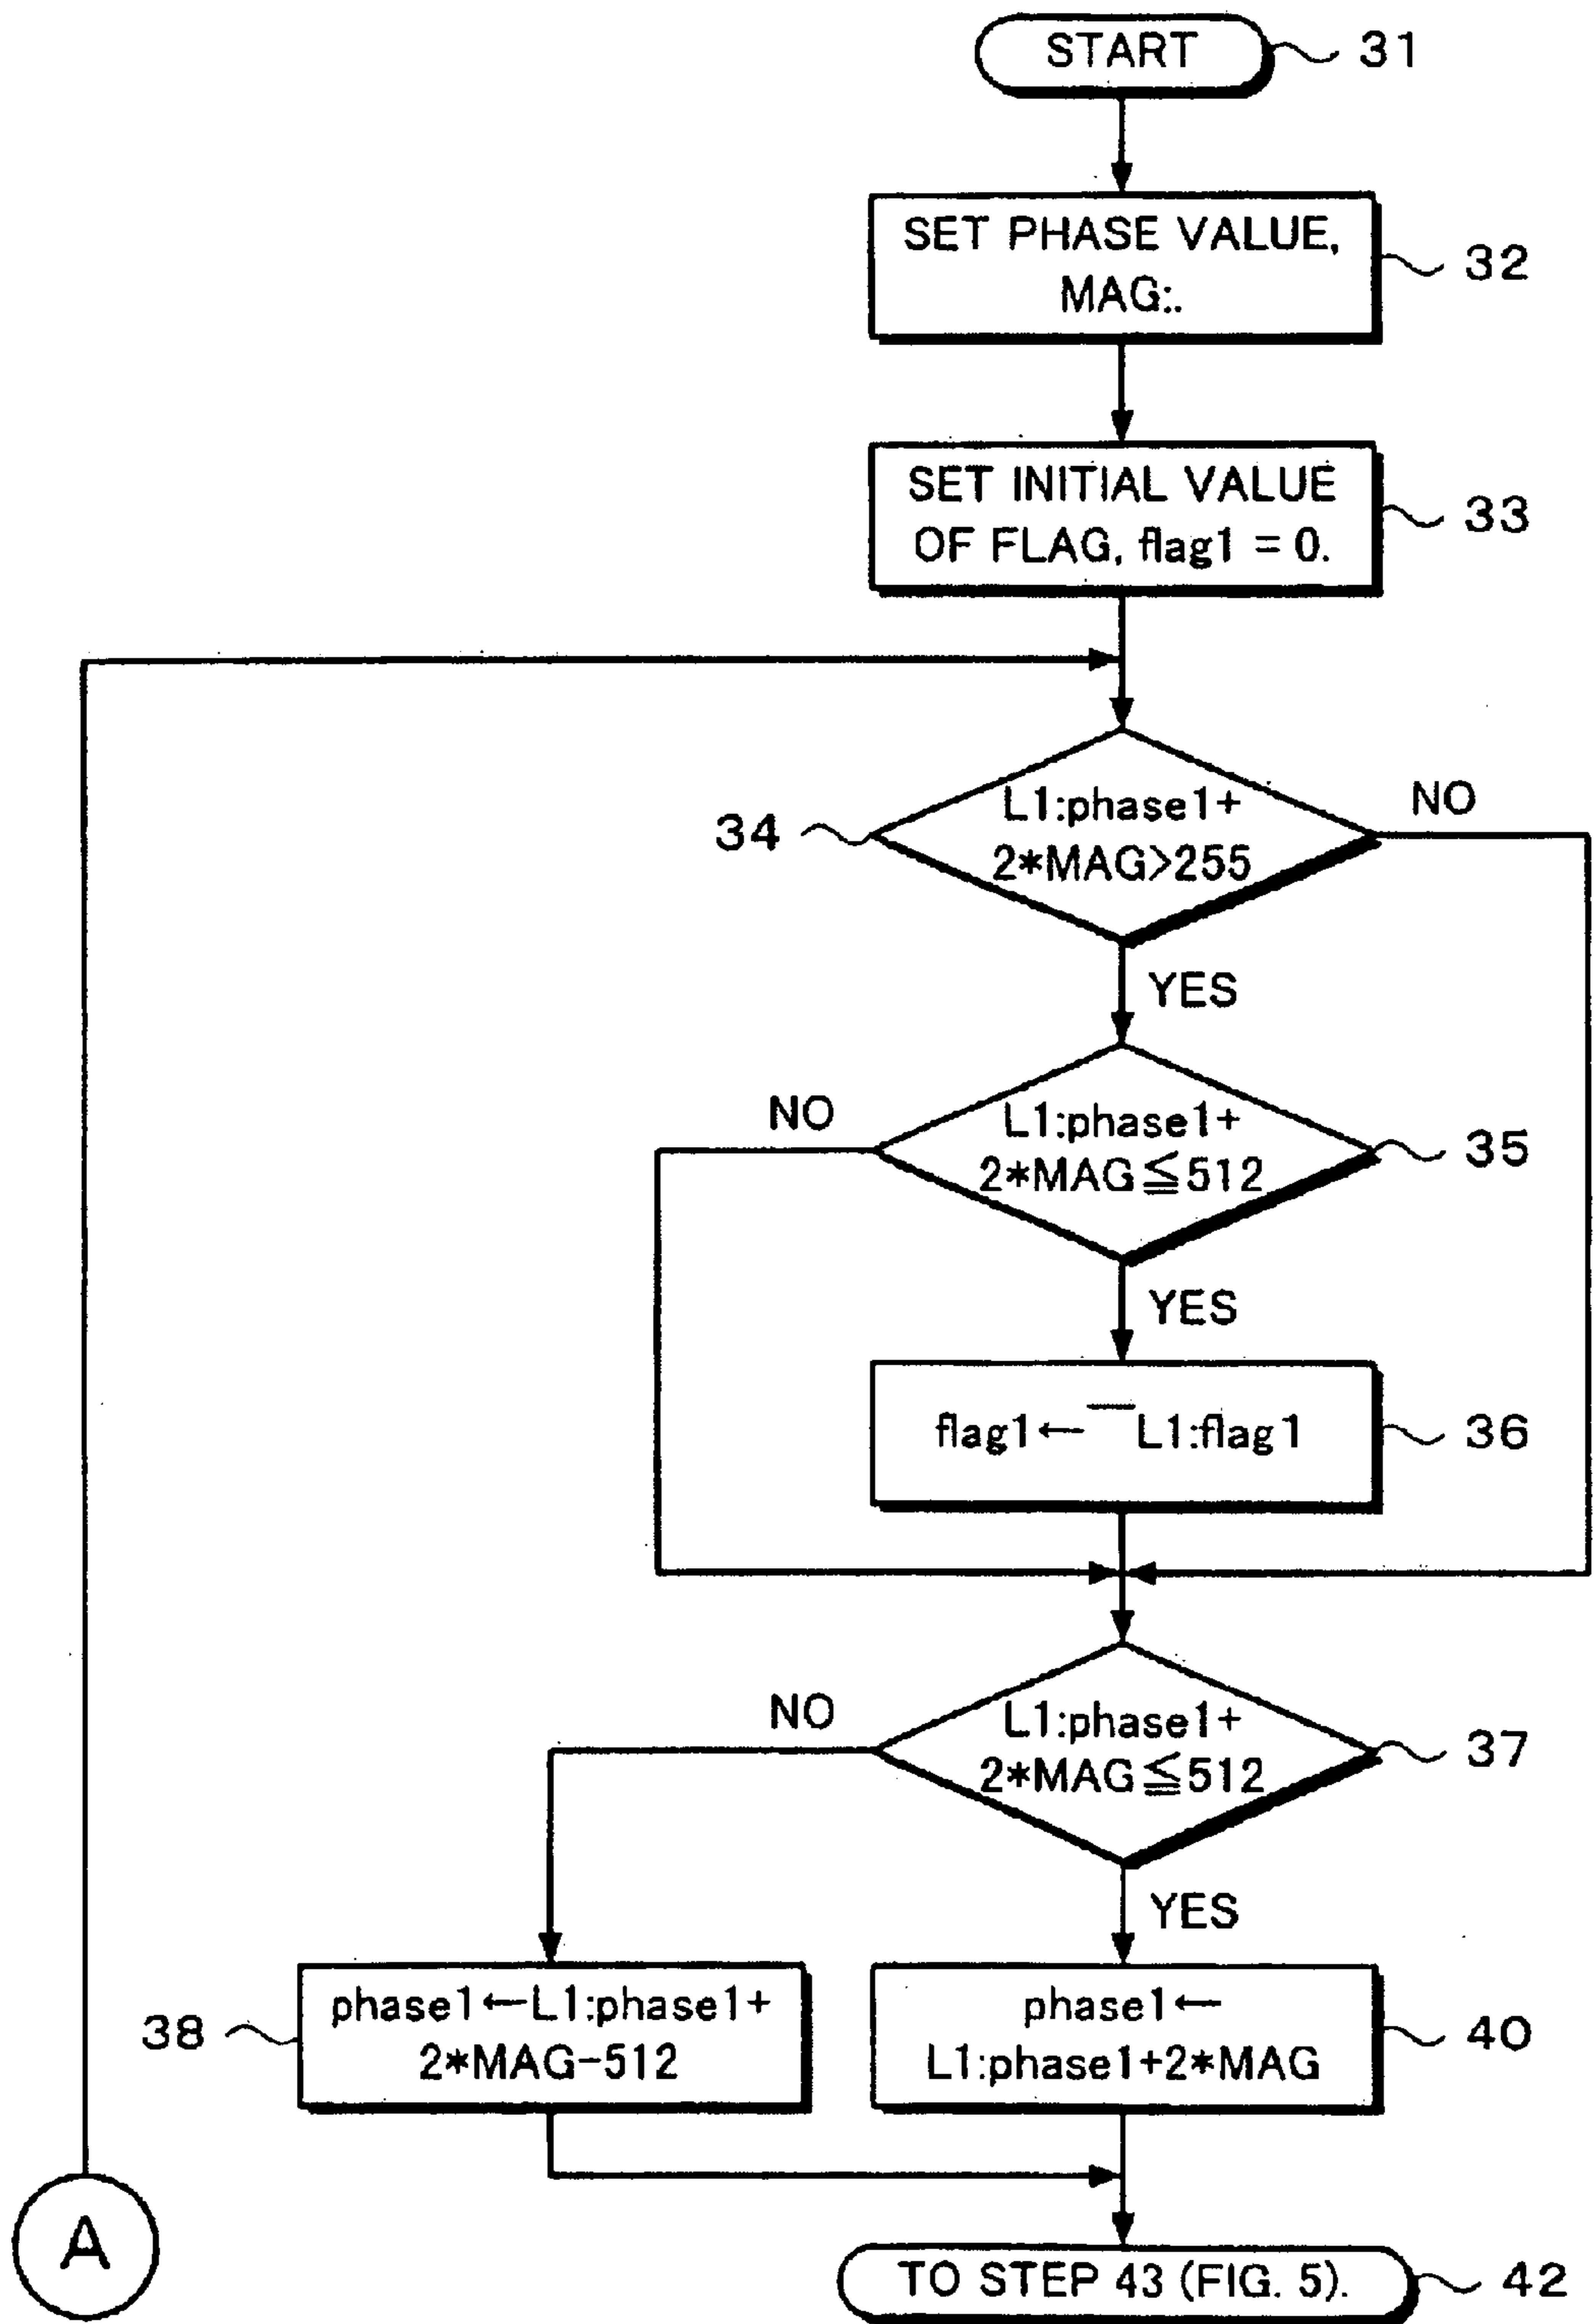 START
31
SET PHASE VALUE,
MAG:.
32
SET INITIAL VALUE
OF FLAG, flag1 = 0.
33
L1:phase1+
2*MAG>255
34
NO
YES
L1:phase1+
2*MAG≦512
NO
35
YES
flag1←‾L1:flag1
36
L1:phase1+
2*MAG≦512
NO
37
YES
phase1←L1:phase1+
2*MAG-512
38
phase1←
L1:phase1+2*MAG
40
A
TO STEP 43 (FIG. 5).
42